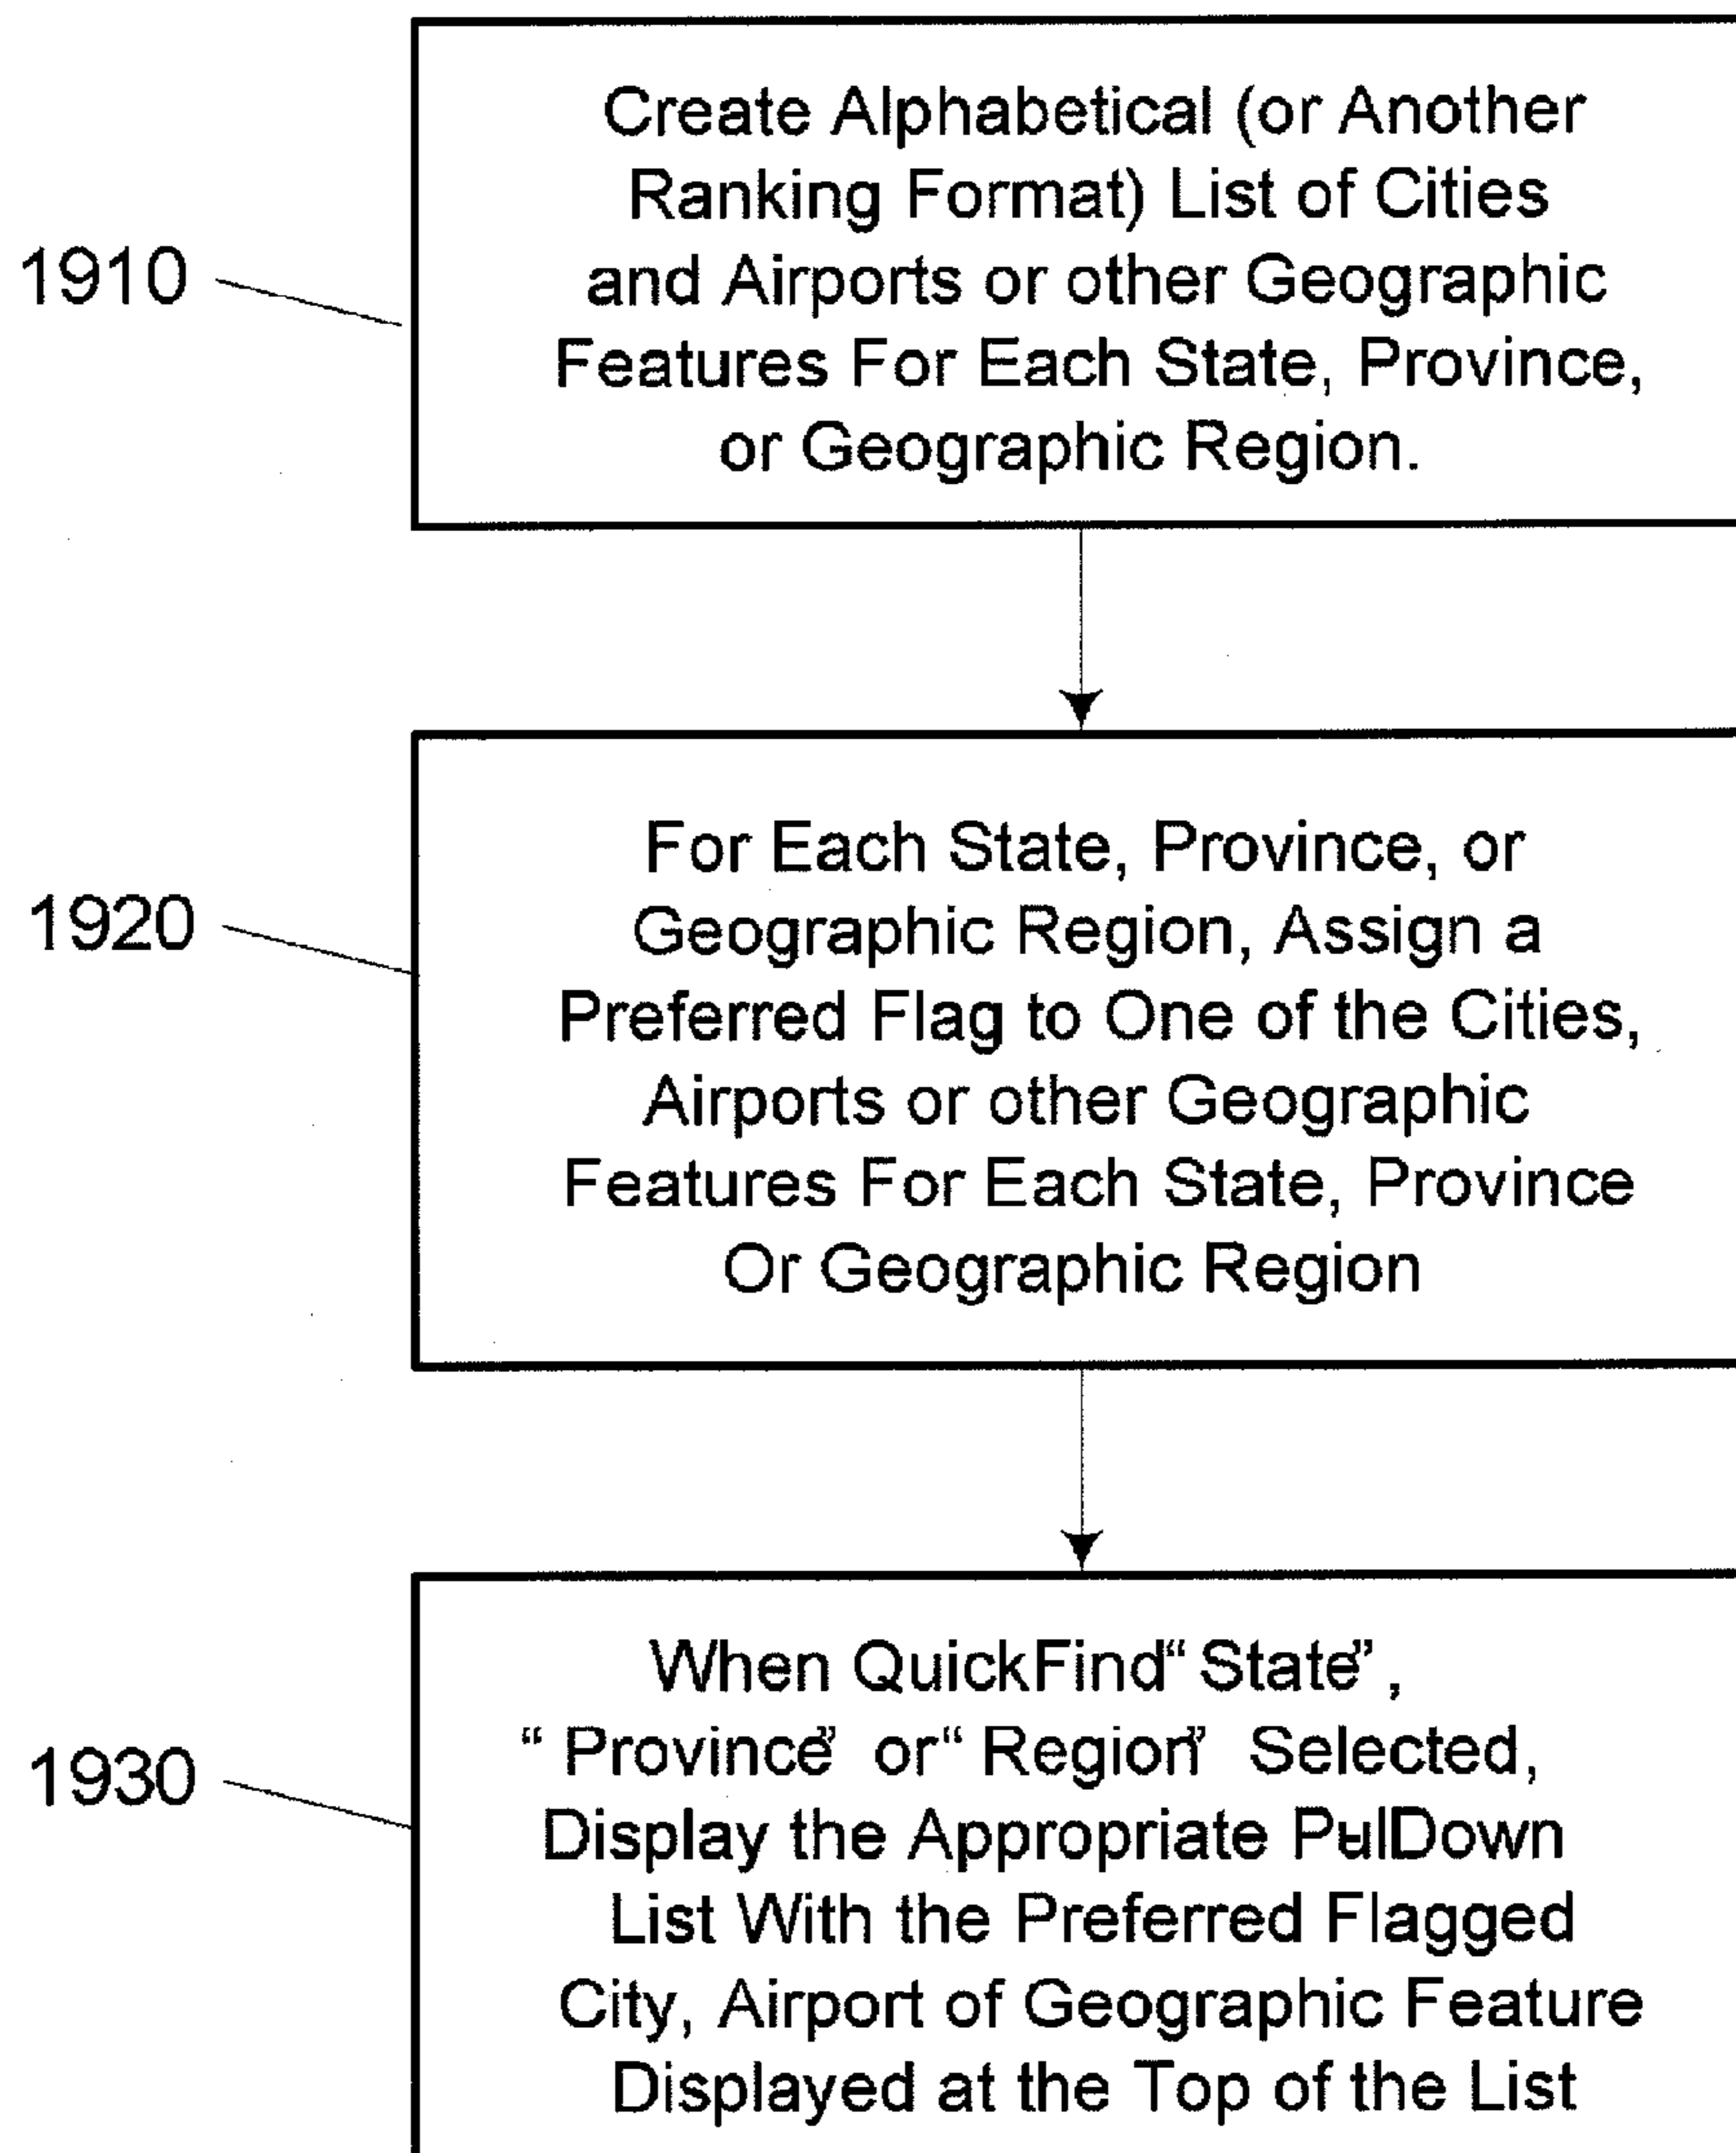 Create Alphabetical (or Another
Ranking Format) List of Cities
1910
and Airports or other Geographic
Features For Each State, Province,
or Geographic Region.
For Each State, Province, or
1920
Geographic Region, Assign a
Preferred Flag to One of the Cities,
Airports or other Geographic
Features For Each State, Province
Or Geographic Region
When QuickFind “State”,
1930
“Province” or “Region” Selected,
Display the Appropriate PullDown
List With the Preferred Flagged
City, Airport of Geographic Feature
Displayed at the Top of the List